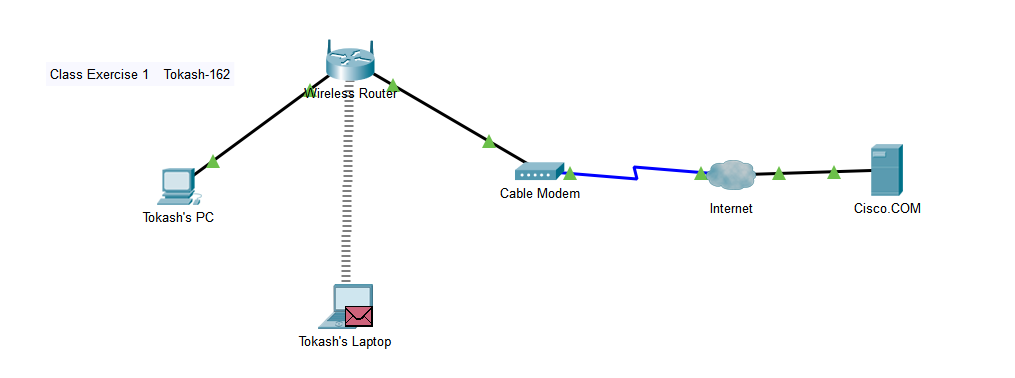 Class Exercise 1    Tokash-162
Wireless Router
Tokash's PC
Cable Modem
Internet
Cisco.COM
Tokash's Laptop